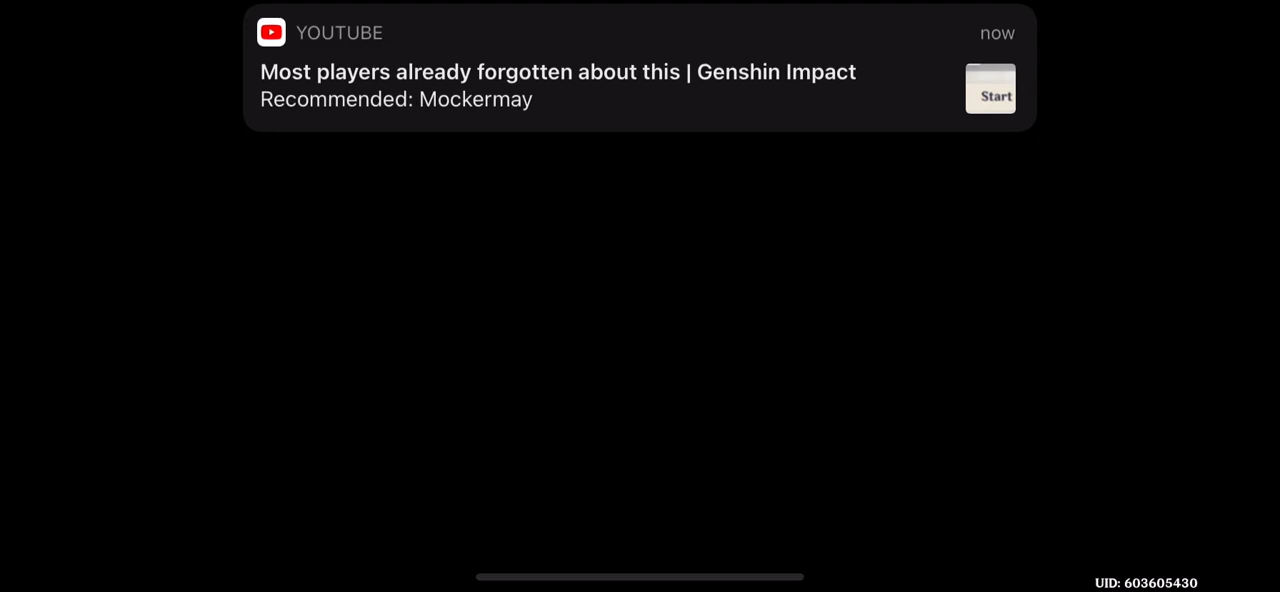 YOUTUBE
now
Most players already forgotten about this | Genshin Impact
Recommended: Mockermay
Start
UID: 603605430